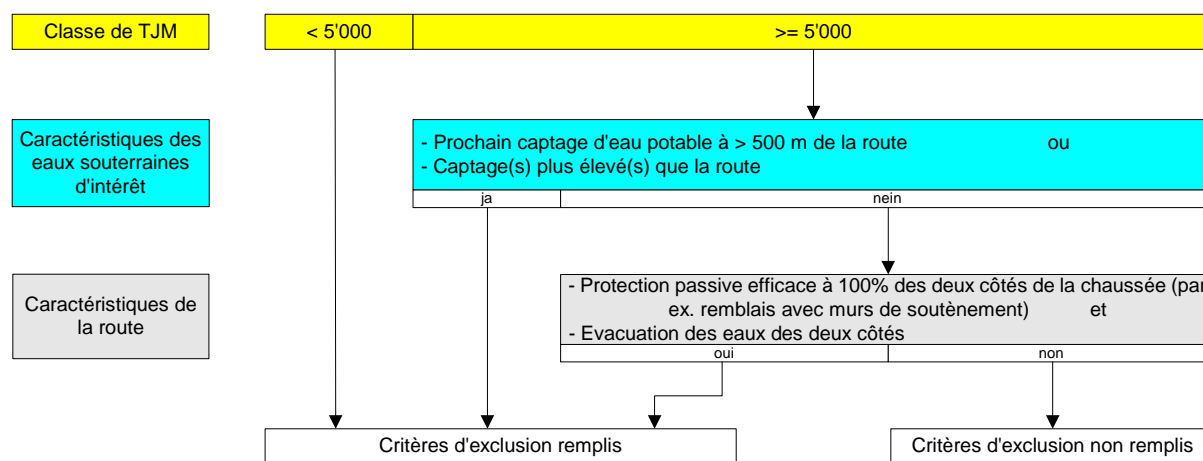 Classe de TJM
< 5'000
>= 5'000
Caractéristiques des
eaux souterraines
d'intérêt
- Prochain captage d'eau potable à > 500 m de la route ou
- Captage(s) plus élevé(s) que la route
ja
nein
Caractéristiques de
la route
- Protection passive efficace à 100% des deux côtés de la chaussée (par
ex. remblais avec murs de soutènement) et
- Evacuation des eaux des deux côtés
oui
non
Critères d'exclusion remplis
Critères d'exclusion non remplis